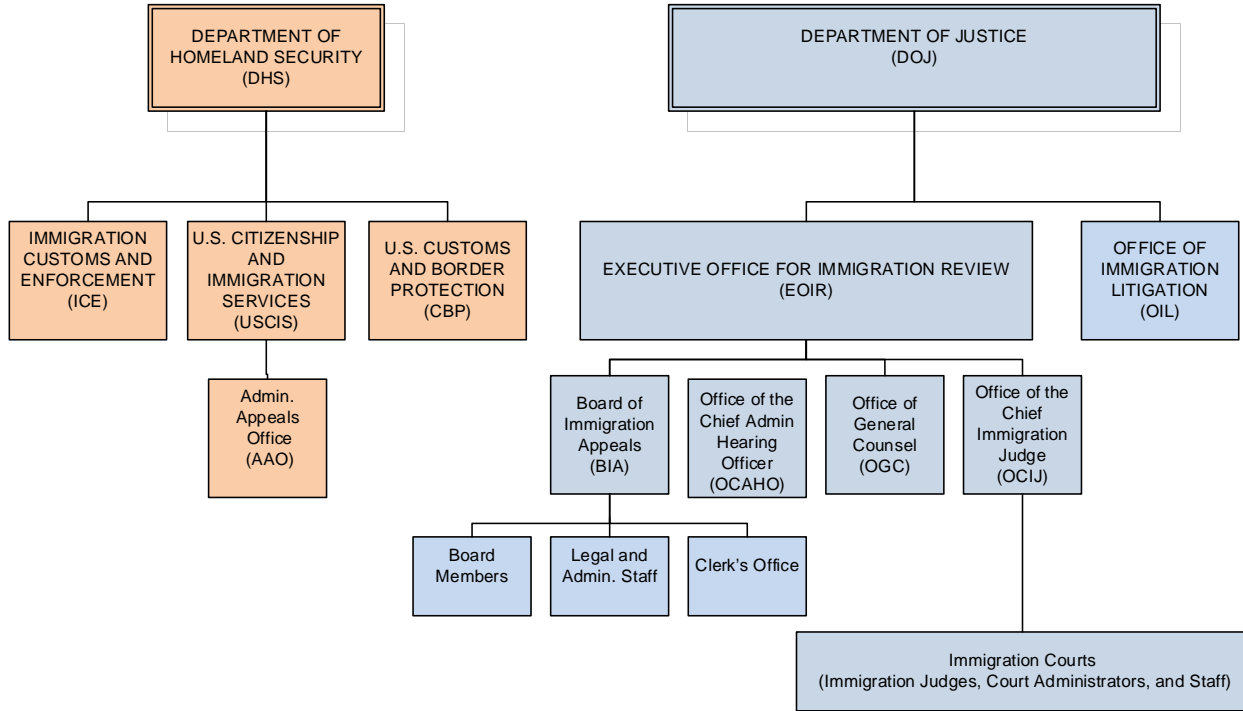 DEPARTMENT OF
HOMELAND SECURITY
(DHS)
DEPARTMENT OF JUSTICE
(DOJ)
IMMIGRATION
CUSTOMS AND
ENFORCEMENT
(ICE)
U.S. CITIZENSHIP
AND
IMMIGRATION
SERVICES
(USCIS)
U.S. CUSTOMS
AND BORDER
PROTECTION
(CBP)
EXECUTIVE OFFICE FOR IMMIGRATION REVIEW
(EOIR)
OFFICE OF
IMMIGRATION
LITIGATION
(OIL)
Admin.
Appeals
Office
(AAO)
Board of
Immigration
Appeals
(BIA)
Office of the
Chief Admin
Hearing
Officer
(OCAHO)
Office of
General
Counsel
(OGC)
Office of the
Chief
Immigration
Judge
(OCIJ)
Board
Members
Legal and
Admin. Staff
Clerk's Office
Immigration Courts
(Immigration Judges, Court Administrators, and Staff)